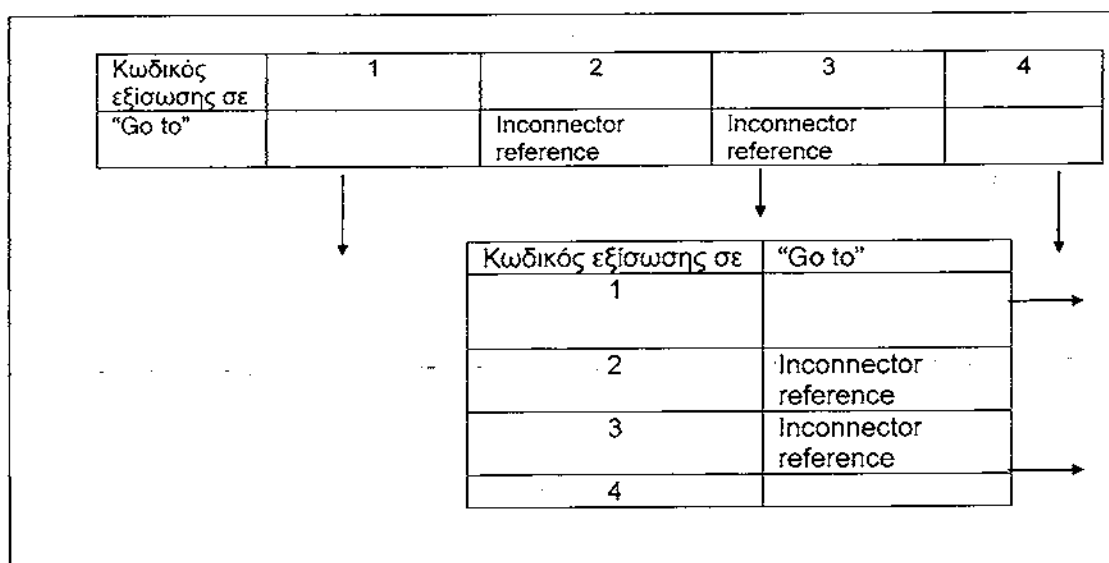 Κωδικός 1 2 3 4
εξίσωσης σε
"Go to" Inconnector Inconnector
reference reference
Κωδικός εξίσωσης σε "Go to"
1
2 Inconnector
reference
3 Inconnector
reference
4